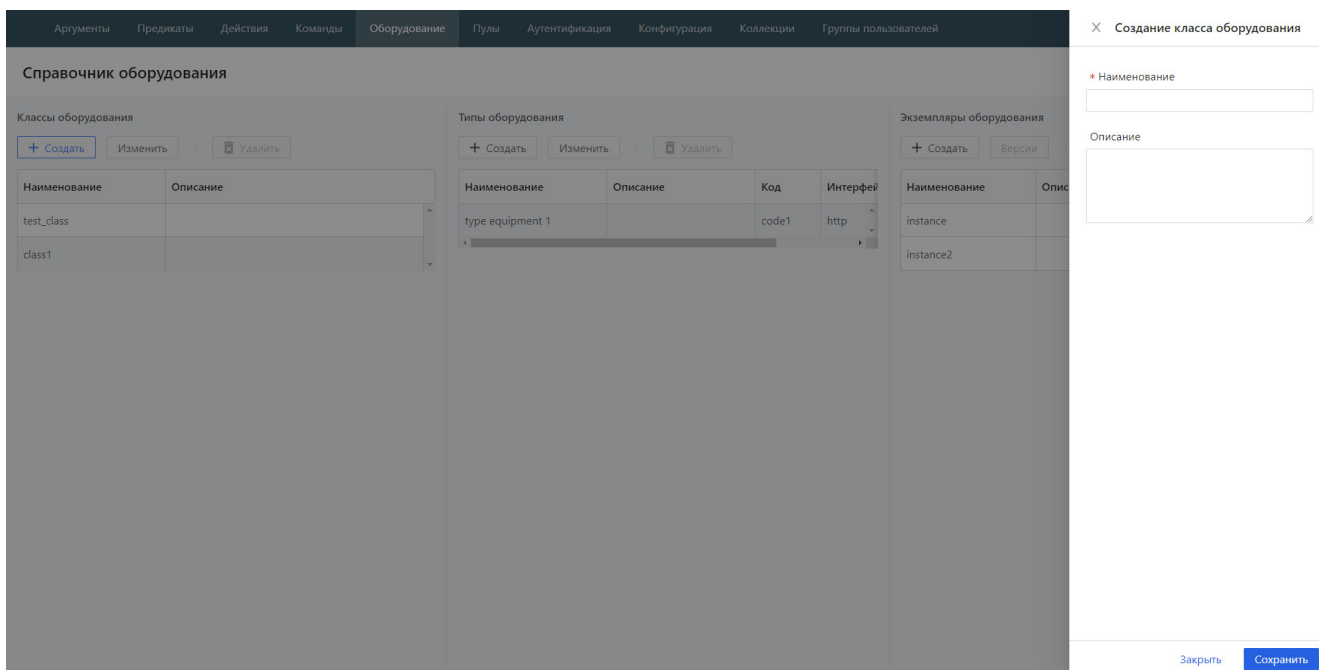 Аргументы Предикаты Действия Команды Оборудование Пулы Аутентификация Конфигурация Коллекции Группы пользователей
Справочник оборудования
Классы оборудования
+ Создать Изменить Удалить
Наименование Описание
test_class
class1
Типы оборудования
+ Создать Изменить Удалить
Наименование Описание Код Интерфей
type equipment 1 code1 http
Экземпляры оборудования
+ Создать Версии
Наименование Опис
instance
instance2
X Создание класса оборудования
* Наименование
Описание
Закрыть Сохранить